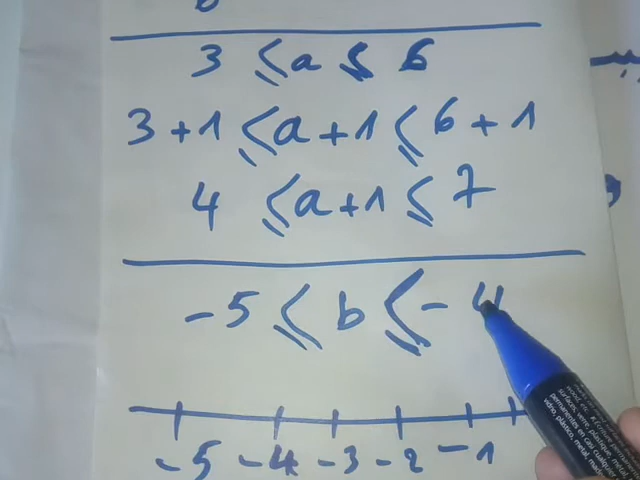 3 ≤ a ≤ 6
3 + 1 ≤ a + 1 ≤ 6 + 1
4 ≤ a + 1 ≤ 7
-5 ≤ b ≤ -4
-5 -4 -3 -2 -1